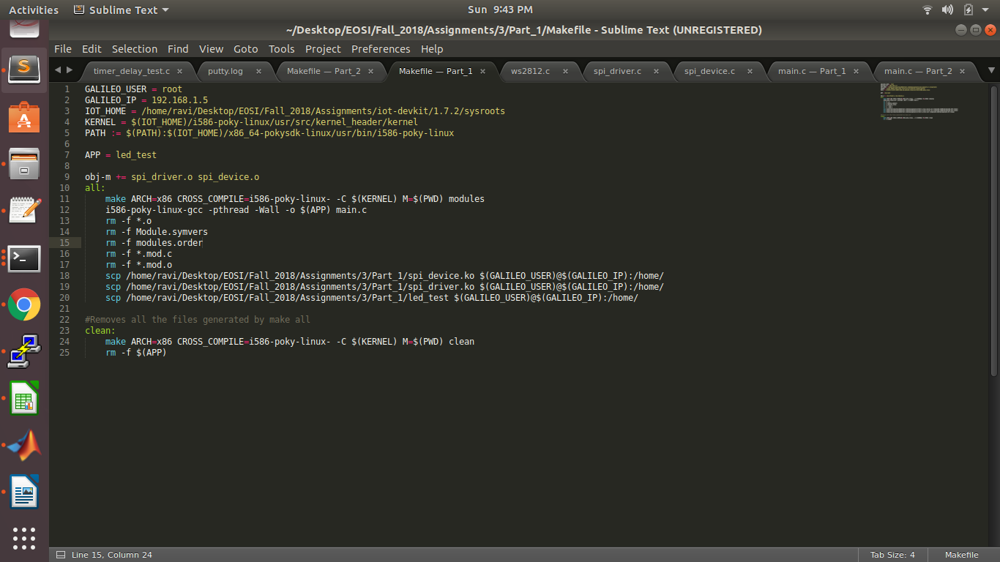 Activities Sublime Text Sun 9:43 PM
~/Desktop/EOSI/Fall_2018/Assignments/3/Part_1/Makefile - Sublime Text (UNREGISTERED)
File Edit Selection Find View Goto Tools Project Preferences Help
timer_delay_test.c × putty.log × Makefile — Part_2 × Makefile — Part_1 × ws2812.c × spi_driver.c × spi_device.c × main.c — Part_1 × main.c — Part_2 ×
1 GALILEO_USER = root
2 GALILEO_IP = 192.168.1.5
3 IOT_HOME = /home/ravi/Desktop/EOSI/Fall_2018/Assignments/iot-devkit/1.7.2/sysroots
4 KERNEL = $(IOT_HOME)/i586-poky-linux/usr/src/kernel_header/kernel
5 PATH := $(PATH):$(IOT_HOME)/x86_64-pokysdk-linux/usr/bin/i586-poky-linux
6
7 APP = led_test
8
9 obj-m += spi_driver.o spi_device.o
10 all:
11 make ARCH=x86 CROSS_COMPILE=i586-poky-linux- -C $(KERNEL) M=$(PWD) modules
12 i586-poky-linux-gcc -pthread -Wall -o $(APP) main.c
13 rm -f *.o
14 rm -f Module.symvers
15 rm -f modules.order
16 rm -f *.mod.c
17 rm -f *.mod.o
18 scp /home/ravi/Desktop/EOSI/Fall_2018/Assignments/3/Part_1/spi_device.ko $(GALILEO_USER)@$(GALILEO_IP):/home/
19 scp /home/ravi/Desktop/EOSI/Fall_2018/Assignments/3/Part_1/spi_driver.ko $(GALILEO_USER)@$(GALILEO_IP):/home/
20 scp /home/ravi/Desktop/EOSI/Fall_2018/Assignments/3/Part_1/led_test $(GALILEO_USER)@$(GALILEO_IP):/home/
21
22 #Removes all the files generated by make all
23 clean:
24 make ARCH=x86 CROSS_COMPILE=i586-poky-linux- -C $(KERNEL) M=$(PWD) clean
25 rm -f $(APP)
Line 15, Column 24 Tab Size: 4 Makefile